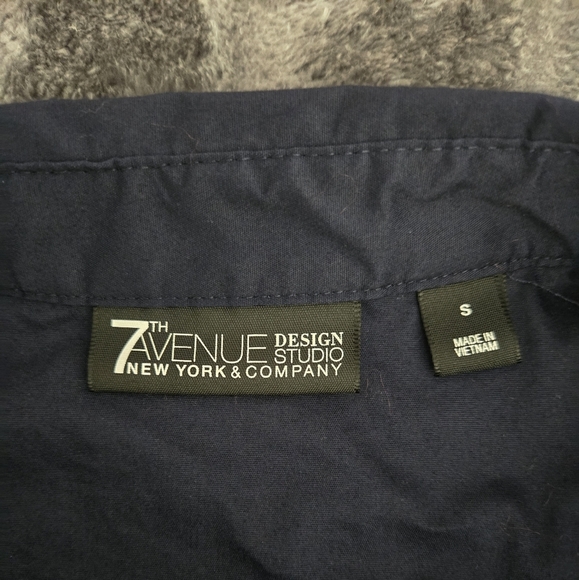 7TH AVENUE DESIGN STUDIO
NEW YORK & COMPANY
S
MADE IN
VIETNAM